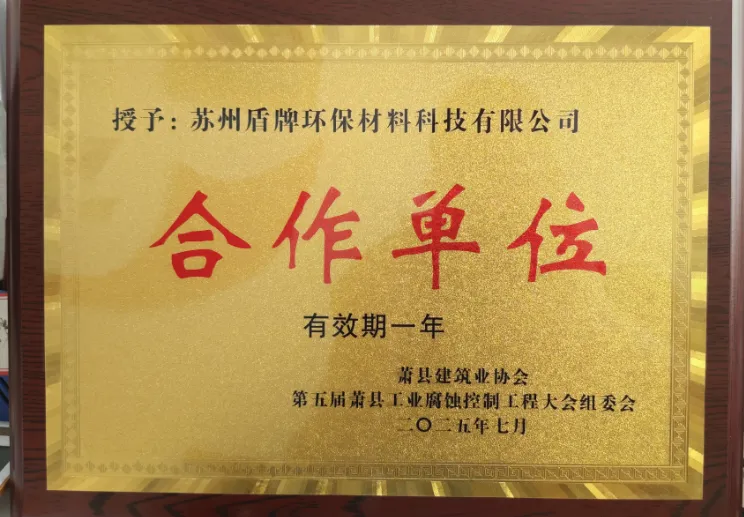 授予：苏州盾牌环保材料科技有限公司
合作单位
有效期一年
萧县建筑业协会
第五届萧县工业腐蚀控制工程大会组委会
二〇二五年七月